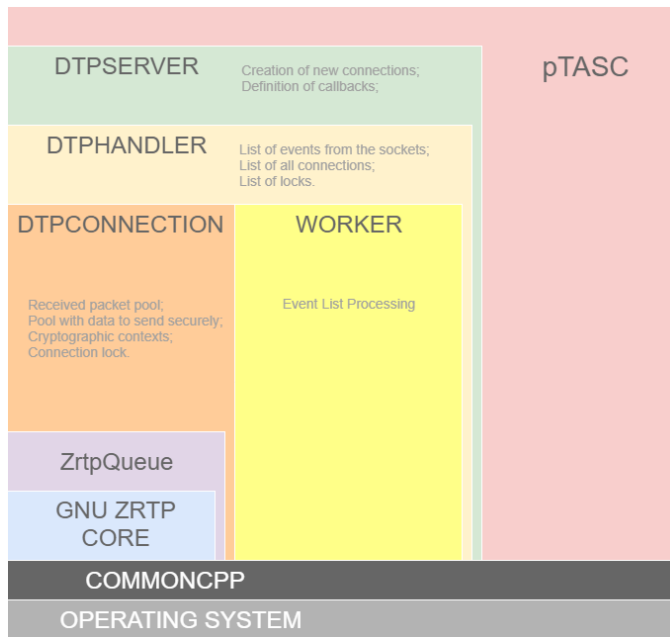 pTASC
DTPSERVER
Creation of new connections;
Definition of callbacks;
DTPHANDLER
List of events from the sockets;
List of all connections;
List of locks.
DTPCONNECTION
Received packet pool;
Pool with data to send securely;
Cryptographic contexts;
Connection lock.
WORKER
Event List Processing
ZrtpQueue
GNU ZRTP
CORE
COMMONCPP
OPERATING SYSTEM